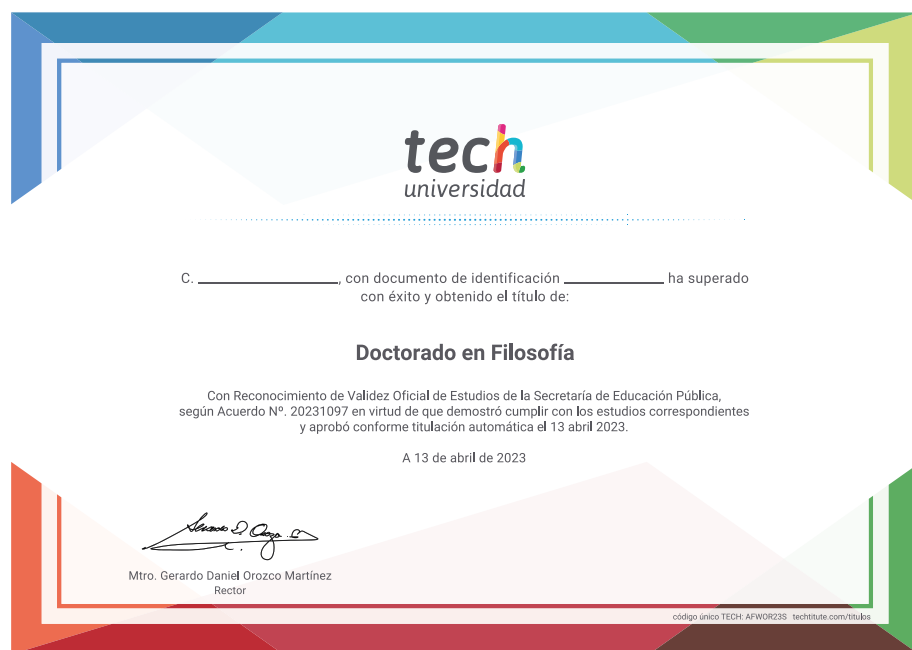 tech
universidad
C. ____________, con documento de identificación ____________ ha superado
con éxito y obtenido el título de:
Doctorado en Filosofía
Con Reconocimiento de Validez Oficial de Estudios de la Secretaría de Educación Pública,
según Acuerdo Nº. 20231097 en virtud de que demostró cumplir con los estudios correspondientes
y aprobó conforme titulación automática el 13 abril 2023.
A 13 de abril de 2023
Mtro. Gerardo Daniel Orozco Martínez
Rector
código único TECH: AFWOR23S techtitute.com/titulos